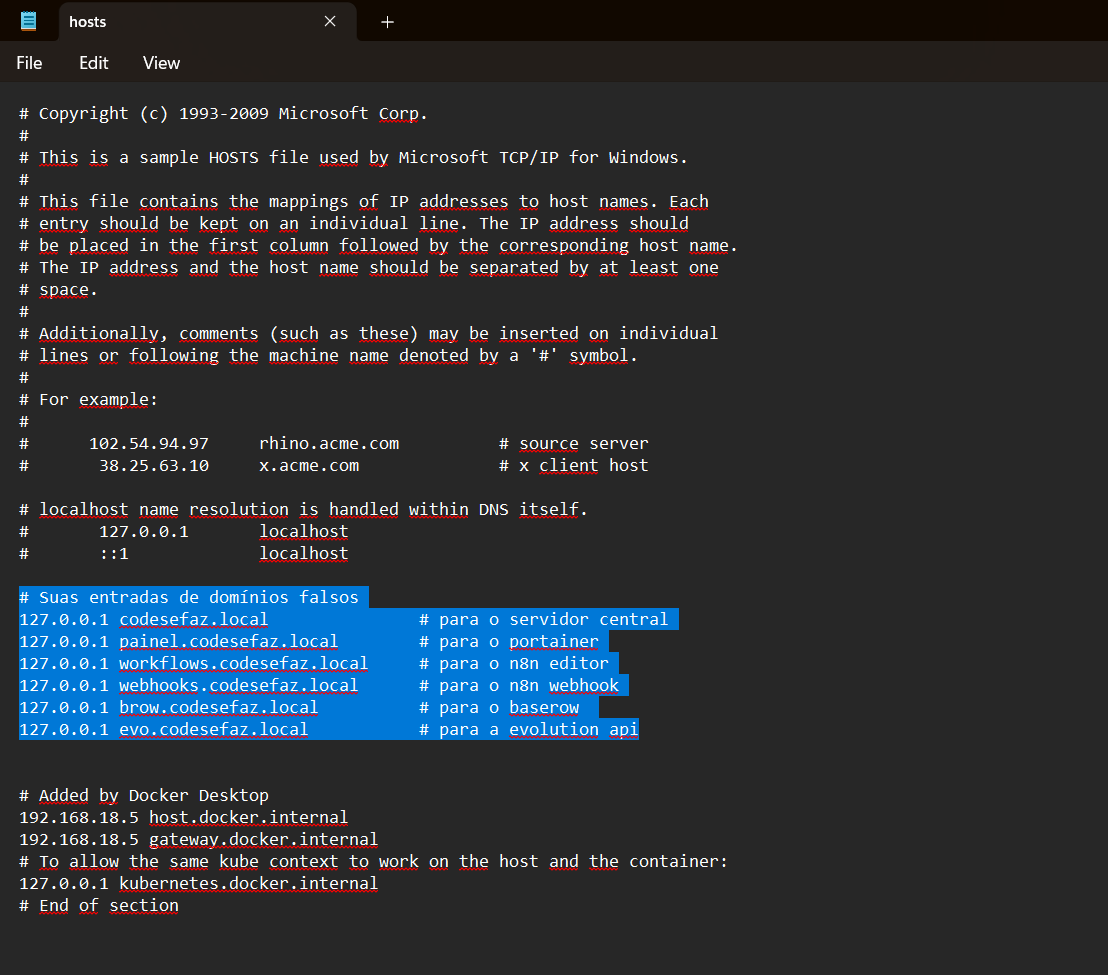 hosts
File Edit View
# Copyright (c) 1993-2009 Microsoft Corp.
#
# This is a sample HOSTS file used by Microsoft TCP/IP for Windows.
#
# This file contains the mappings of IP addresses to host names. Each
# entry should be kept on an individual line. The IP address should
# be placed in the first column followed by the corresponding host name.
# The IP address and the host name should be separated by at least one
# space.
#
# Additionally, comments (such as these) may be inserted on individual
# lines or following the machine name denoted by a '#' symbol.
#
# For example:
#
#      102.54.94.97     rhino.acme.com          # source server
#       38.25.63.10     x.acme.com              # x client host
# localhost name resolution is handled within DNS itself.
#       127.0.0.1       localhost
#       ::1             localhost
# Suas entradas de domínios falsos
127.0.0.1 codesefaz.local               # para o servidor central
127.0.0.1 painel.codesefaz.local        # para o portainer
127.0.0.1 workflows.codesefaz.local     # para o n8n editor
127.0.0.1 webhooks.codesefaz.local      # para o n8n webhook
127.0.0.1 brow.codesefaz.local          # para o baserow
127.0.0.1 evo.codesefaz.local           # para a evolution api
# Added by Docker Desktop
192.168.18.5 host.docker.internal
192.168.18.5 gateway.docker.internal
# To allow the same kube context to work on the host and the container:
127.0.0.1 kubernetes.docker.internal
# End of section